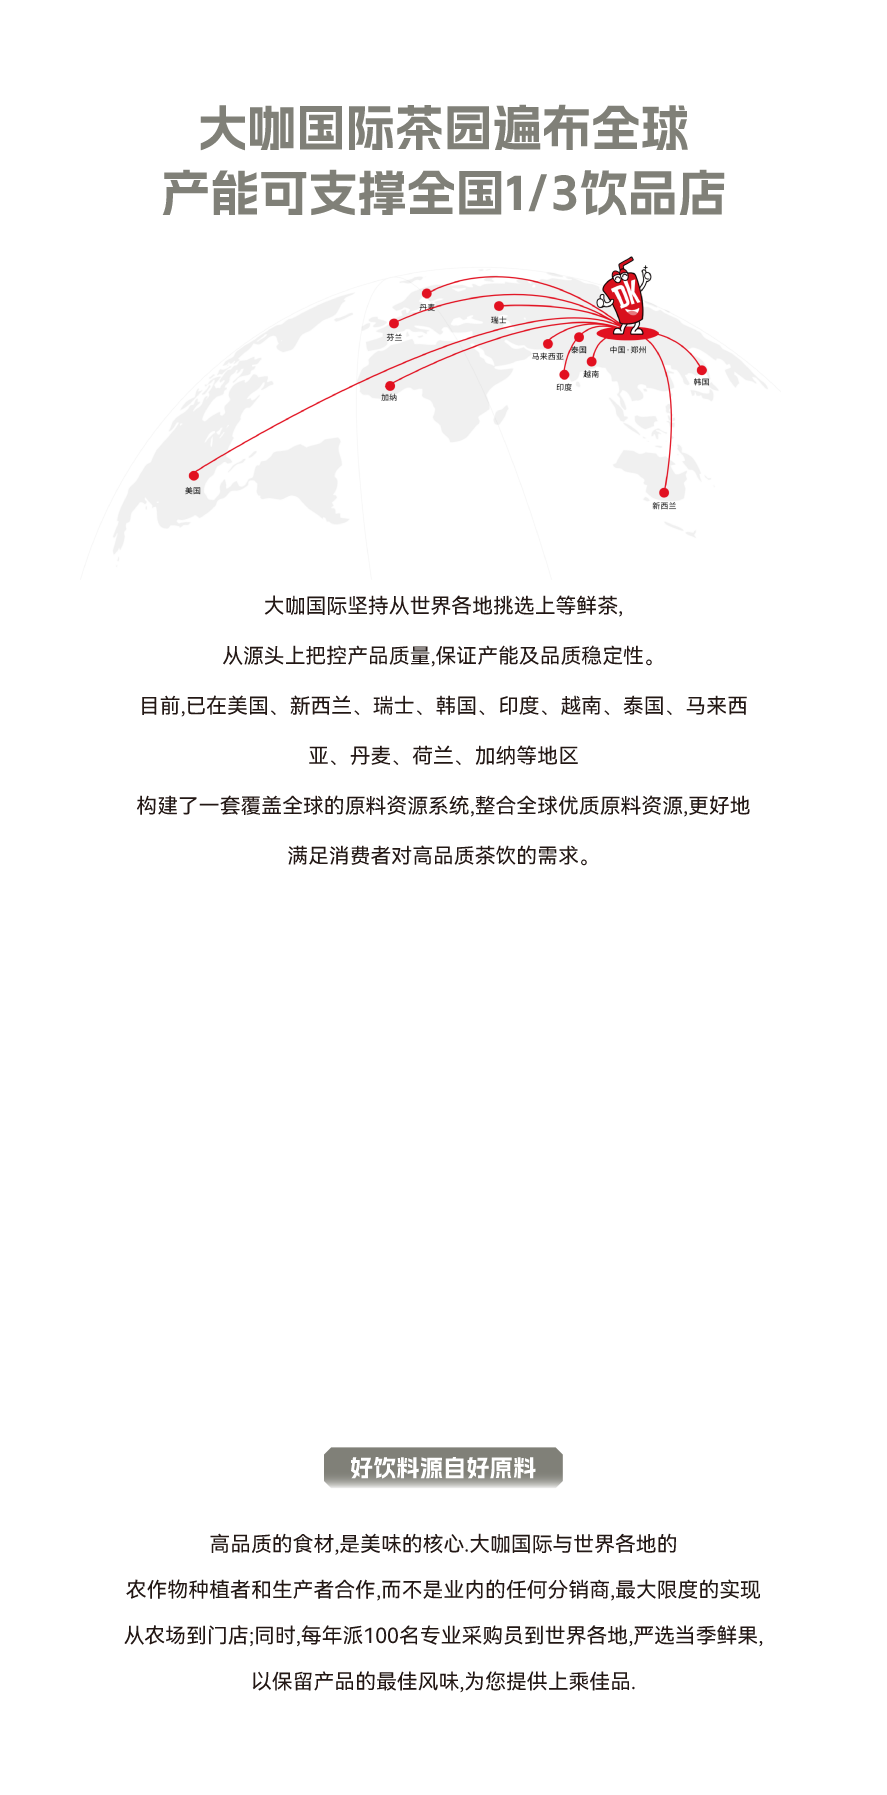 大咖国际茶园遍布全球
产能可支撑全国1/3饮品店
DK
丹麦
瑞士
芬兰
马来西亚
泰国
中国·郑州
越南
韩国
印度
加纳
美国
新西兰
大咖国际坚持从世界各地挑选上等鲜茶,
从源头上把控产品质量,保证产能及品质稳定性。
目前,已在美国、新西兰、瑞士、韩国、印度、越南、泰国、马来西
亚、丹麦、荷兰、加纳等地区
构建了一套覆盖全球的原料资源系统,整合全球优质原料资源,更好地
满足消费者对高品质茶饮的需求。
好饮料源自好原料
高品质的食材,是美味的核心.大咖国际与世界各地的
农作物种植者和生产者合作,而不是业内的任何分销商,最大限度的实现
从农场到门店;同时,每年派100名专业采购员到世界各地,严选当季鲜果,
以保留产品的最佳风味,为您提供上乘佳品.